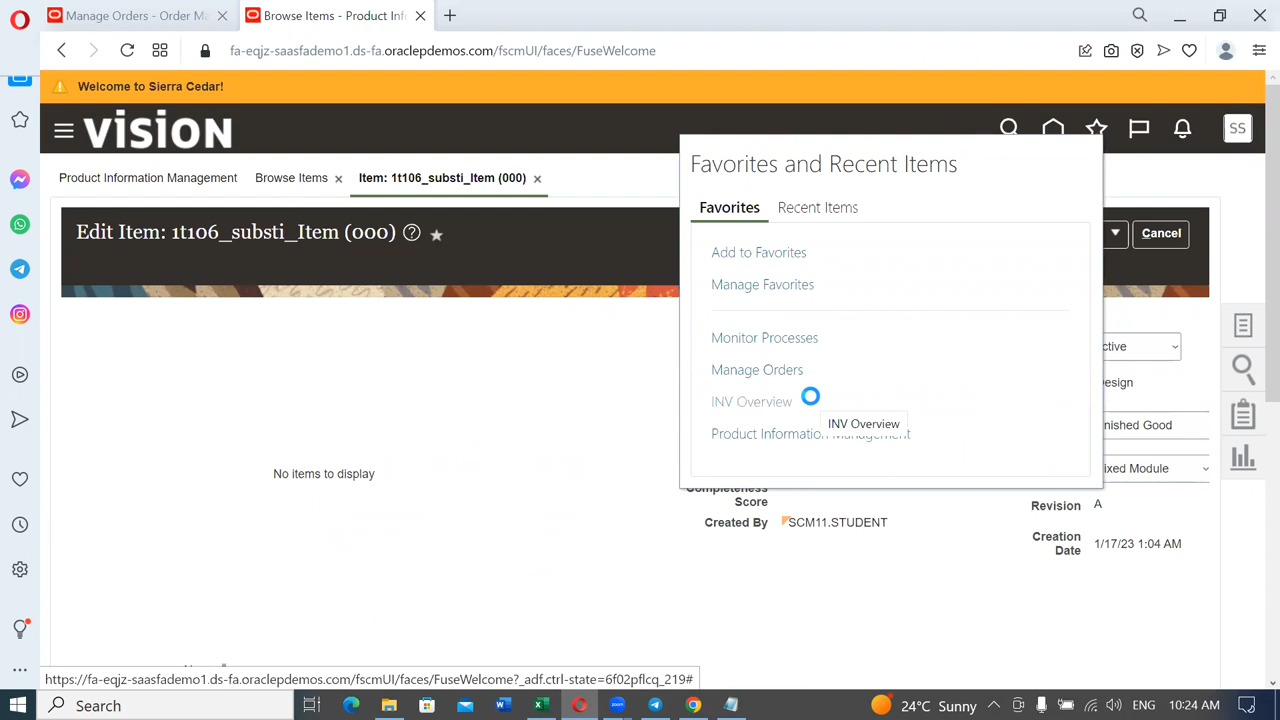 Manage Orders - Order Ma
Browse Items - Product Inf
fa-eqjz-saasfademo1.ds-fa.oraclepdemos.com/fscmUI/faces/FuseWelcome
Welcome to Sierra Cedar!
VISION
SS
Favorites and Recent Items
Product Information Management
Browse Items
Item: 1t106_substi_Item (000)
Favorites
Recent Items
Edit Item: 1t106_substi_Item (000)
Cancel
Add to Favorites
Manage Favorites
Monitor Processes
ctive
Manage Orders
esign
INV Overview
INV Overview
nished Good
Product Information Management
No items to display
ixed Module
Completeness
Score
Revision
A
Created By
SCM11.STUDENT
Creation
Date
1/17/23 1:04 AM
https://fa-eqjz-saasfademo1.ds-fa.oraclepdemos.com/fscmUI/faces/FuseWelcome?_adf.ctrl-state=6f02pflcq_219#
Search
24°C Sunny
ENG
10:24 AM